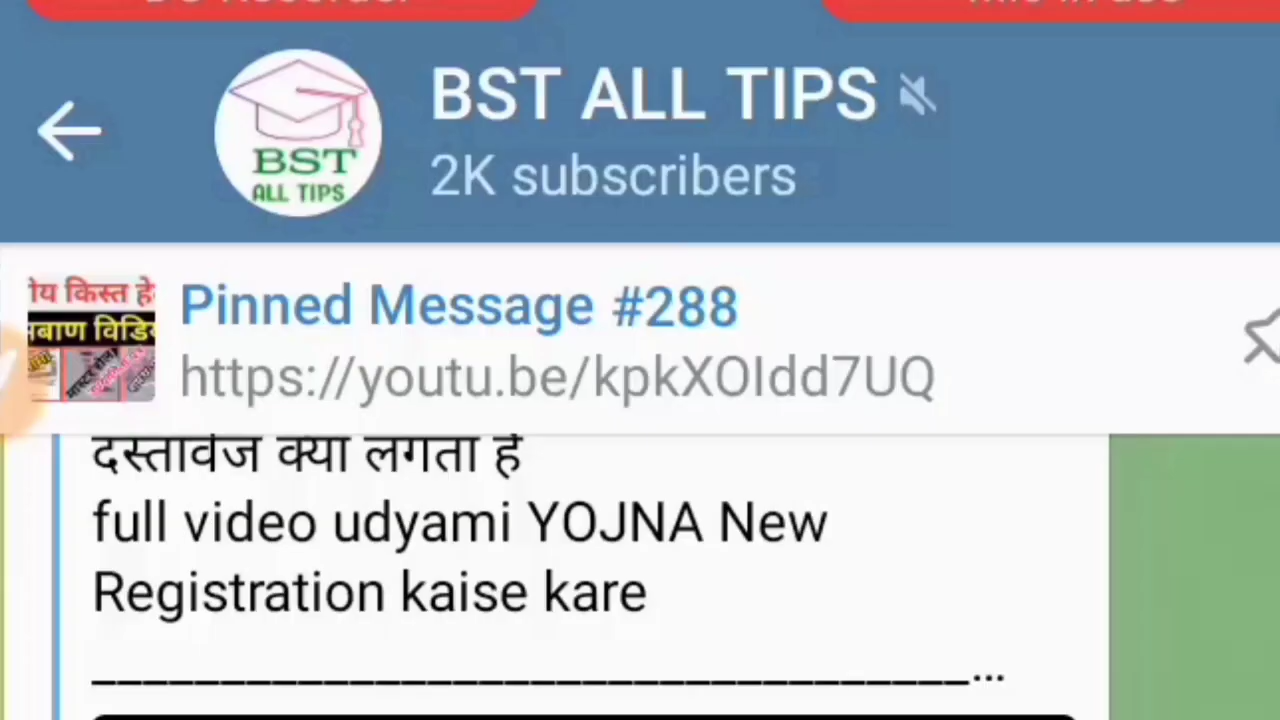 BST ALL TIPS
2K subscribers
BST
ALL TIPS
Pinned Message #288
https://youtu.be/kpkXOIdd7UQ
किस्त
दस्तावेज क्या लगता है
full video udyami YOJNA New
Registration kaise kare